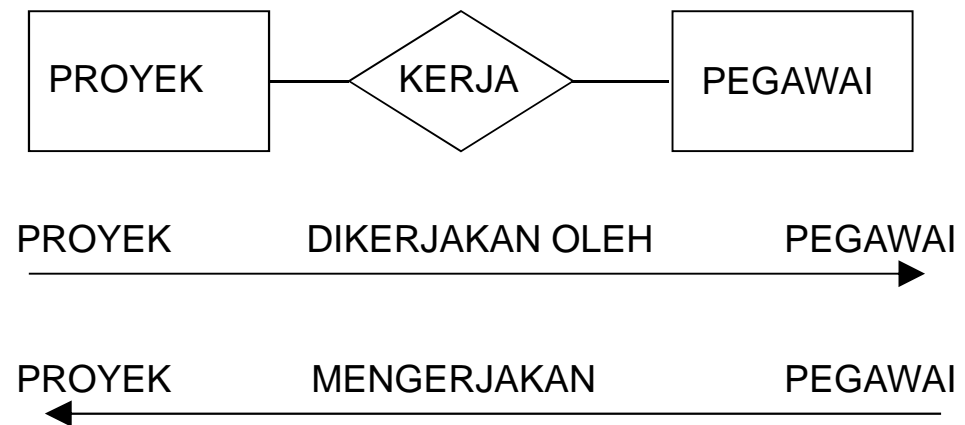 PROYEK KERJA PEGAWAI
PROYEK DIKERJAKAN OLEH PEGAWAI
PROYEK MENGERJAKAN PEGAWAI